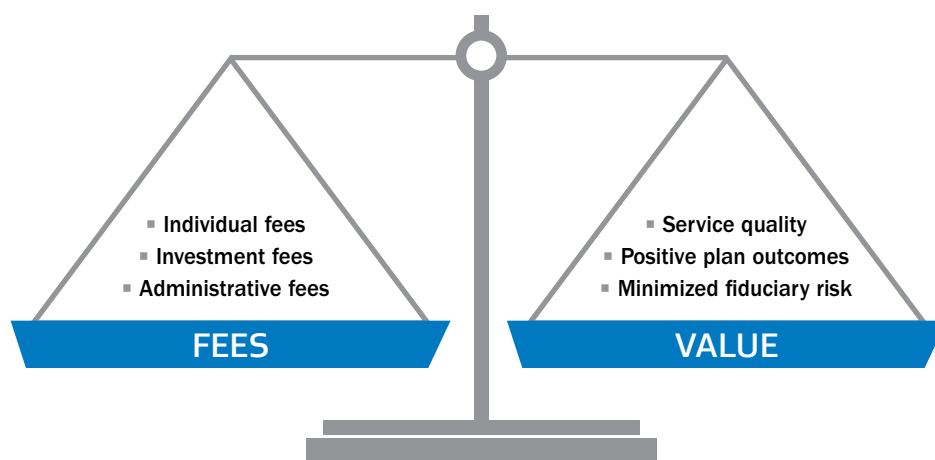 ▪ Individual fees
▪ Investment fees
▪ Administrative fees
FEES
▪ Service quality
▪ Positive plan outcomes
▪ Minimized fiduciary risk
VALUE